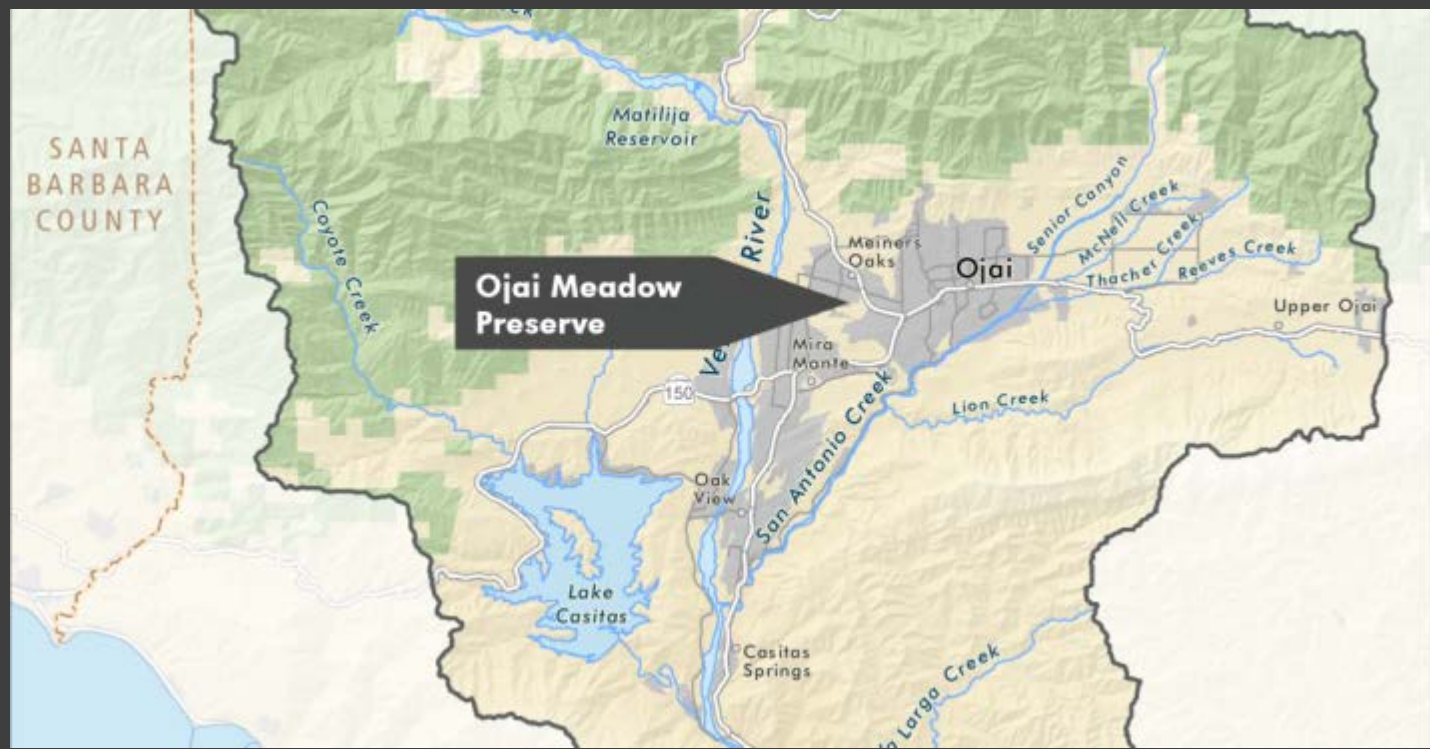 Matilija
Reservoir
SANTA
BARBARA
COUNTY
Coyote Creek
River
Meiners
Oaks
Ojai
Senior Canyon
McNell Creek
Thacher Creek
Reeves Creek
Upper Ojai
Ojai Meadow
Preserve
Mira
Monte
150
Lion Creek
San Antonio Creek
Oak
View
Lake
Casitas
Casitas
Springs
Larga Creek